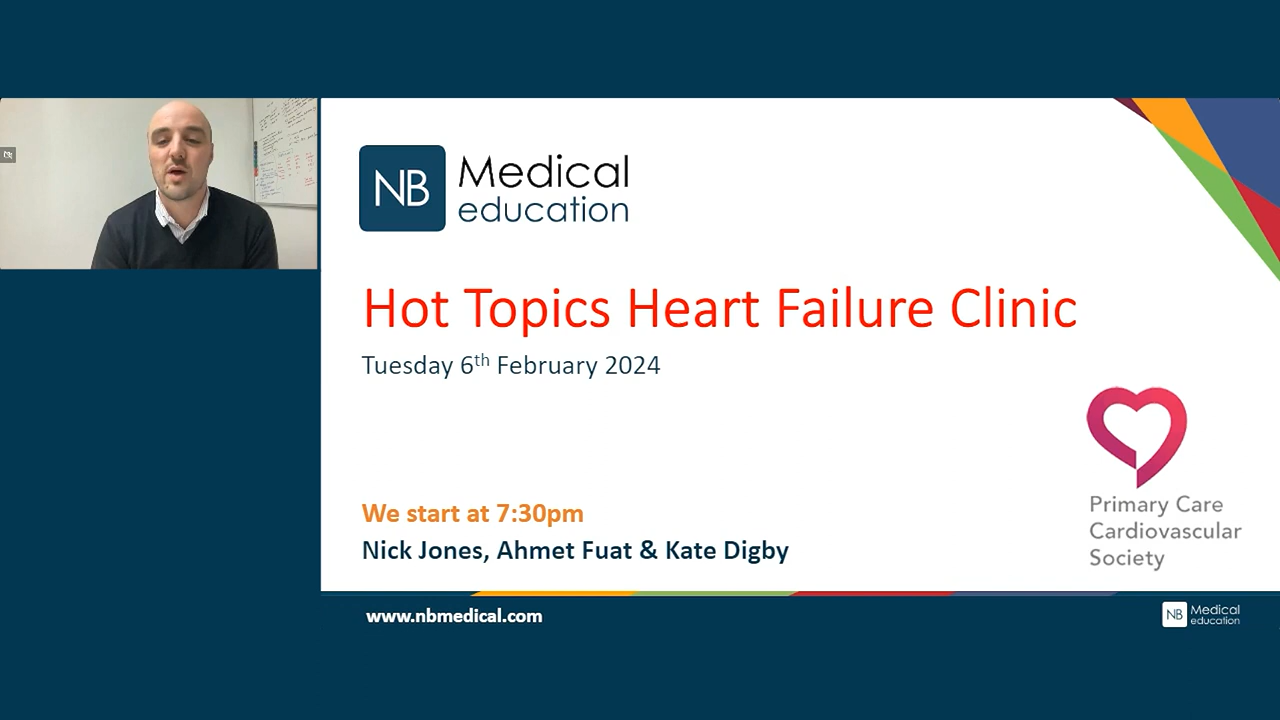 NB Medical
education
Hot Topics Heart Failure Clinic
Tuesday 6th February 2024
We start at 7:30pm
Nick Jones, Ahmet Fuat & Kate Digby
Primary Care
Cardiovascular
Society
www.nbmedical.com
NB Medical
education